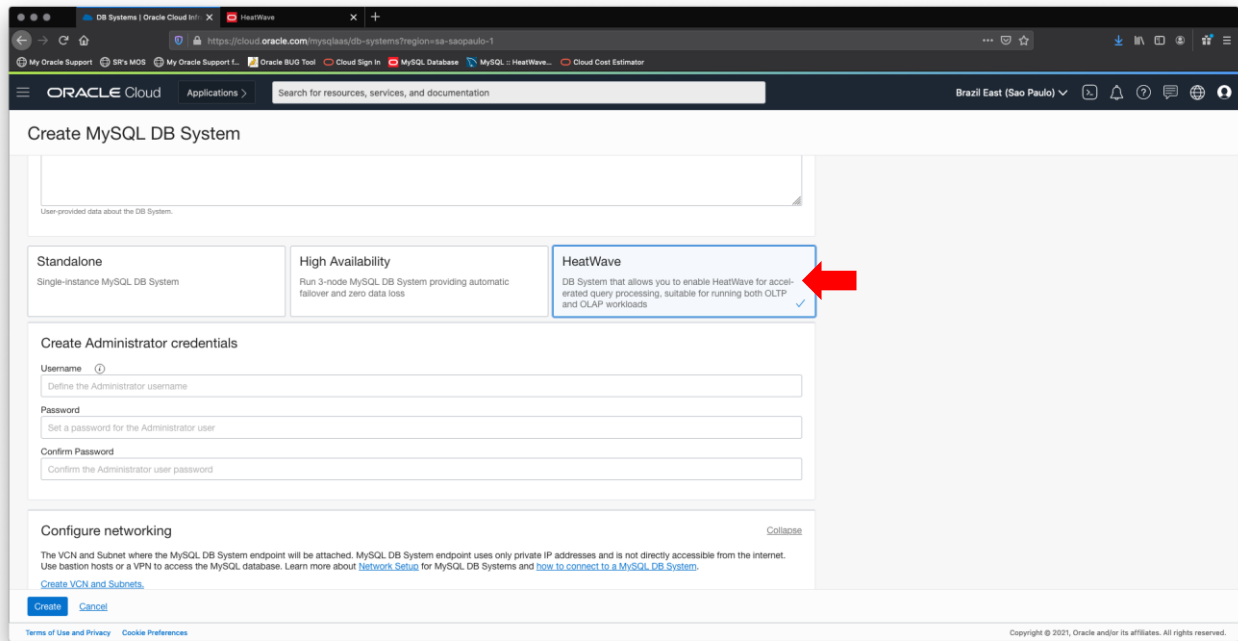 DB Systems | Oracle Cloud Infr
HeatWave
https://cloud.oracle.com/mysqlaas/db-systems?region=sa-saopaulo-1
My Oracle Support
SR's MOS
My Oracle Support f...
Oracle BUG Tool
Cloud Sign In
MySQL Database
MySQL :: HeatWave...
Cloud Cost Estimator
ORACLE Cloud
Applications >
Search for resources, services, and documentation
Brazil East (Sao Paulo)
Create MySQL DB System
User-provided data about the DB System.
Standalone
Single-instance MySQL DB System
High Availability
Run 3-node MySQL DB System providing automatic
failover and zero data loss
HeatWave
DB System that allows you to enable HeatWave for accel-
erated query processing, suitable for running both OLTP
and OLAP workloads
Create Administrator credentials
Username
Define the Administrator username
Password
Set a password for the Administrator user
Confirm Password
Confirm the Administrator user password
Configure networking
Collapse
The VCN and Subnet where the MySQL DB System endpoint will be attached. MySQL DB System endpoint uses only private IP addresses and is not directly accessible from the internet.
Use bastion hosts or a VPN to access the MySQL database. Learn more about Network Setup for MySQL DB Systems and how to connect to a MySQL DB System.
Create VCN and Subnets.
Create
Cancel
Terms of Use and Privacy
Cookie Preferences
Copyright © 2021, Oracle and/or its affiliates. All rights reserved.